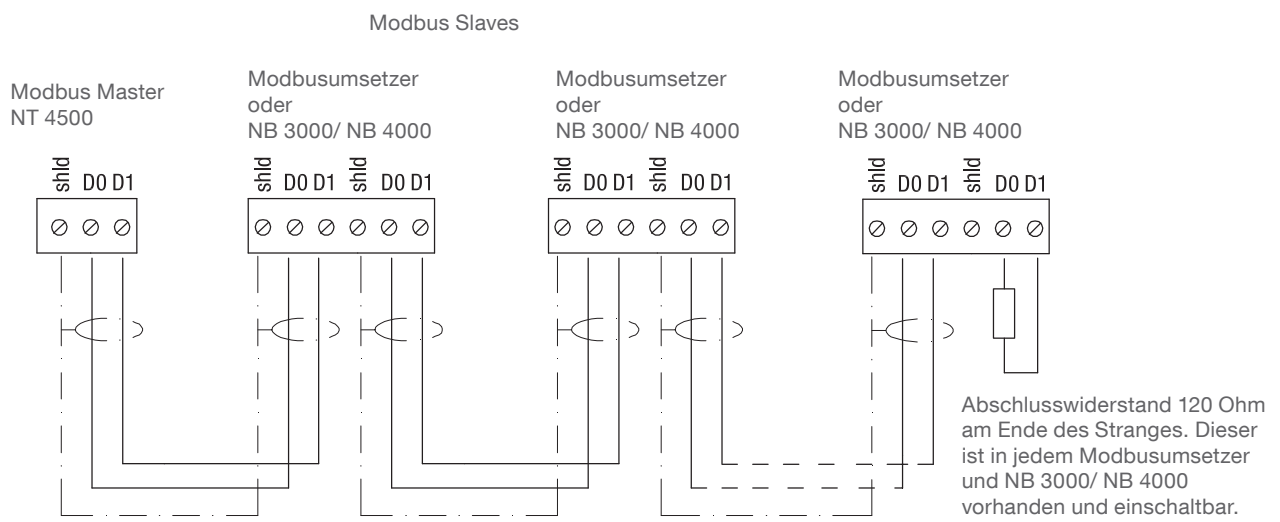 Modbus Slaves
Modbus Master
NT 4500
Modbusumsetzer
oder
NB 3000/ NB 4000
Modbusumsetzer
oder
NB 3000/ NB 4000
Modbusumsetzer
oder
NB 3000/ NB 4000
shld D0 D1
shld D0 D1 shld D0 D1
shld D0 D1 shld D0 D1
shld D0 D1 shld D0 D1
Abschlusswiderstand 120 Ohm
am Ende des Stranges. Dieser
ist in jedem Modbusumsetzer
und NB 3000/ NB 4000
vorhanden und einschaltbar.